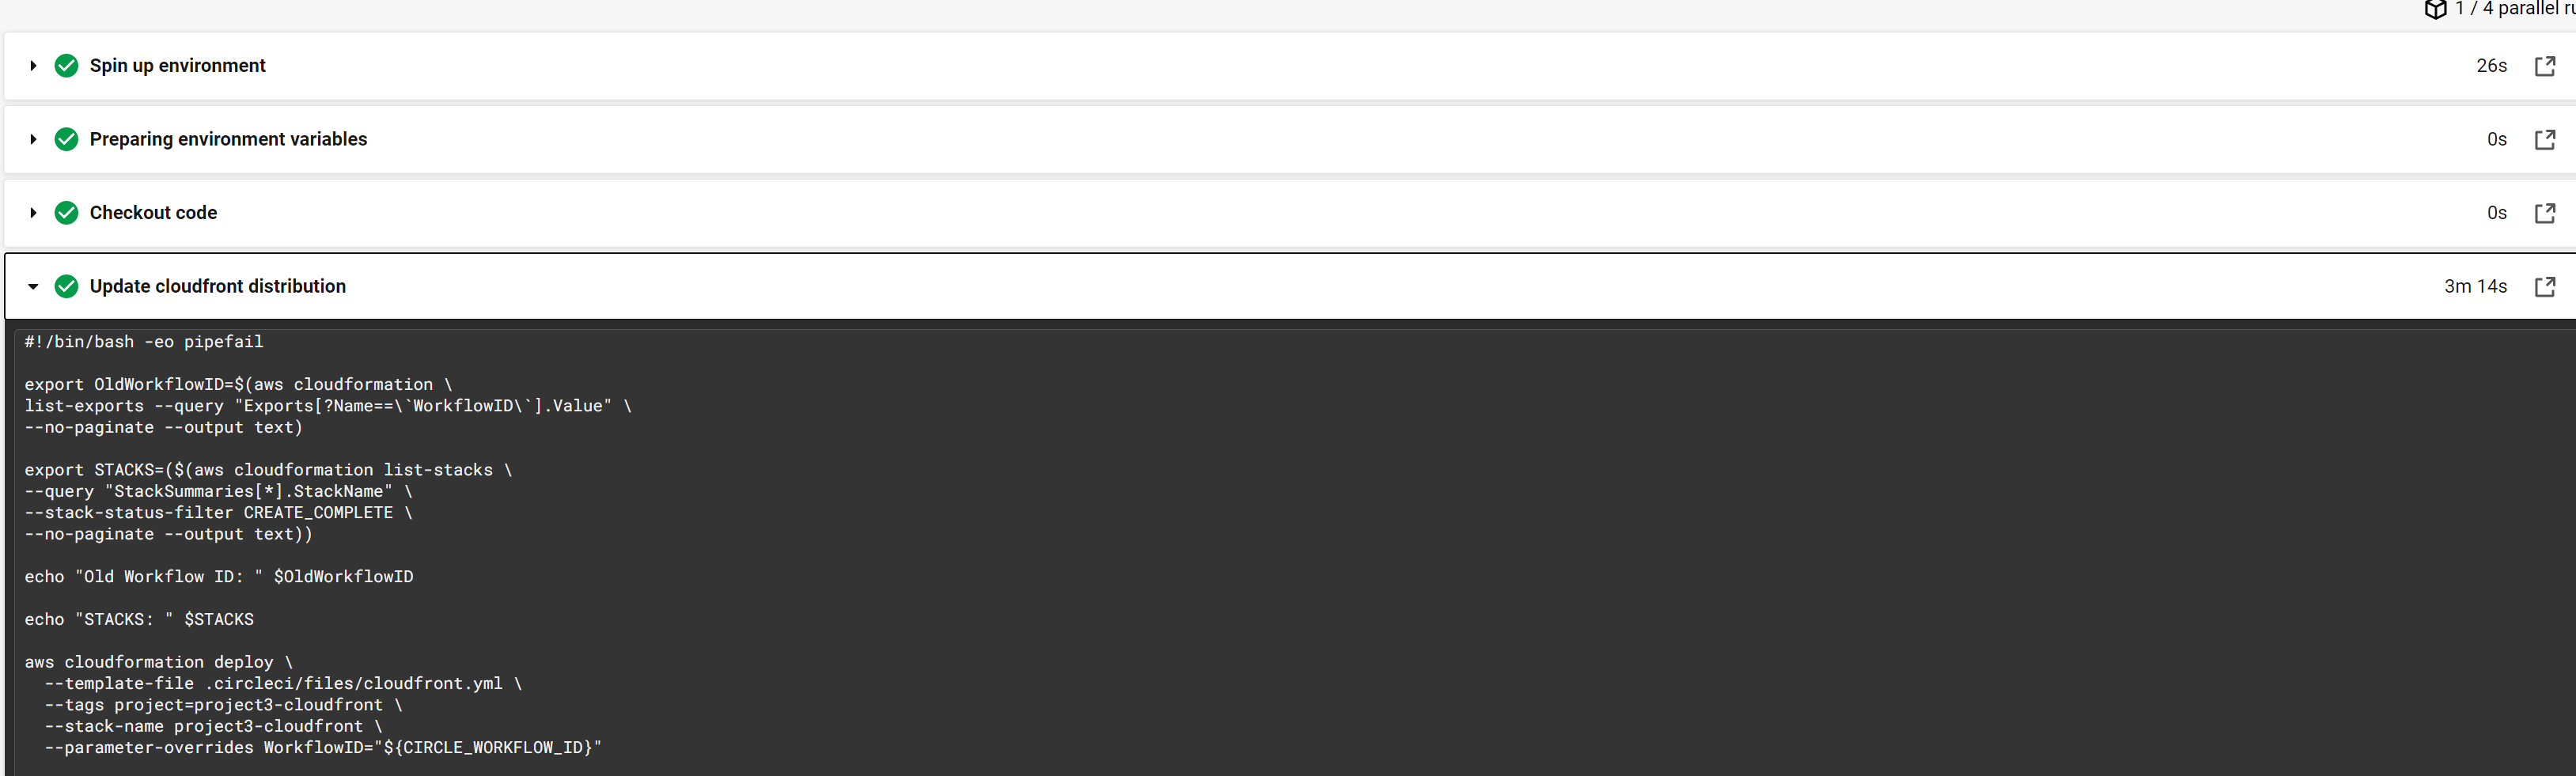 1 / 4 parallel
Spin up environment 26s
Preparing environment variables 0s
Checkout code 0s
Update cloudfront distribution 3m 14s
#!/bin/bash -eo pipefail
export OldWorkflowID=$(aws cloudformation \
list-exports --query "Exports[?Name==\`WorkflowID\`].Value" \
--no-paginate --output text)
export STACKS=($(aws cloudformation list-stacks \
--query "StackSummaries[*].StackName" \
--stack-status-filter CREATE_COMPLETE \
--no-paginate --output text))
echo "Old Workflow ID: " $OldWorkflowID
echo "STACKS: " $STACKS
aws cloudformation deploy \
--template-file .circleci/files/cloudfront.yml \
--tags project=project3-cloudfront \
--stack-name project3-cloudfront \
--parameter-overrides WorkflowID="${CIRCLE_WORKFLOW_ID}"